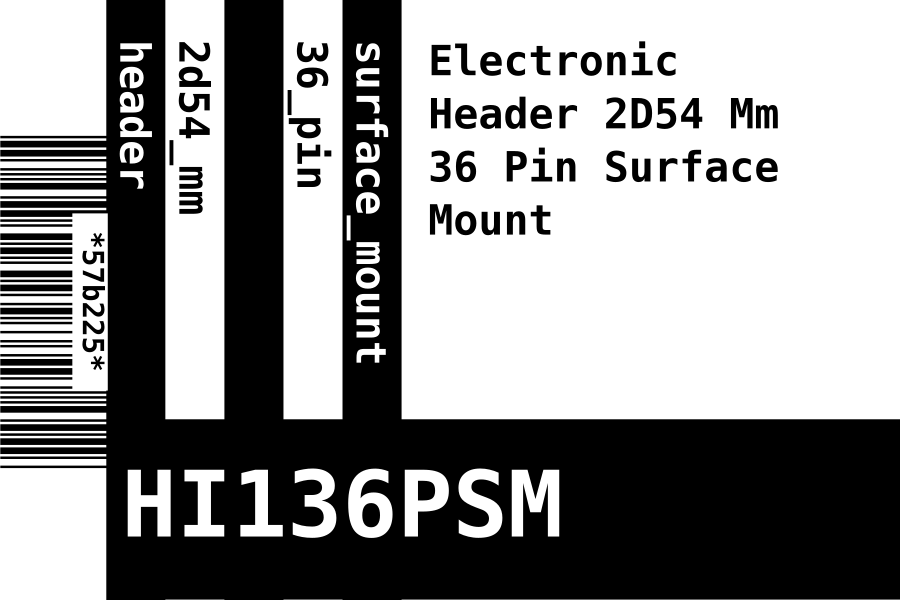 *57b225*
header
2d54_mm
36_pin
surface_mount
Electronic
Header 2D54 Mm
36 Pin Surface
Mount
HI136PSM